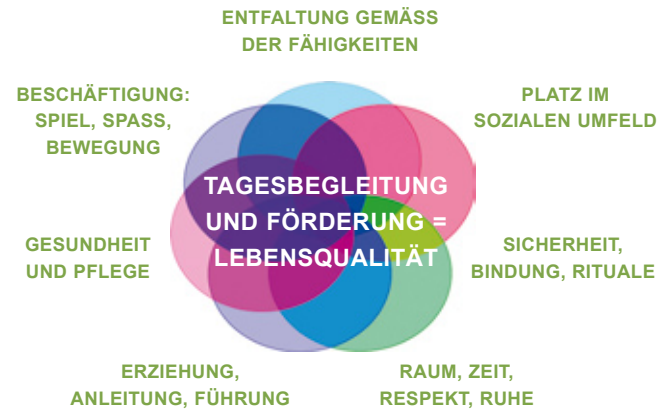 ENTFALTUNG GEMÄSS
DER FÄHIGKEITEN
BESCHÄFTIGUNG:
SPIEL, SPASS,
BEWEGUNG
PLATZ IM
SOZIALEN UMFELD
TAGESBEGLEITUNG
UND FÖRDERUNG =
LEBENSQUALITÄT
GESUNDHEIT
UND PFLEGE
SICHERHEIT,
BINDUNG, RITUALE
ERZIEHUNG,
ANLEITUNG, FÜHRUNG
RAUM, ZEIT,
RESPEKT, RUHE